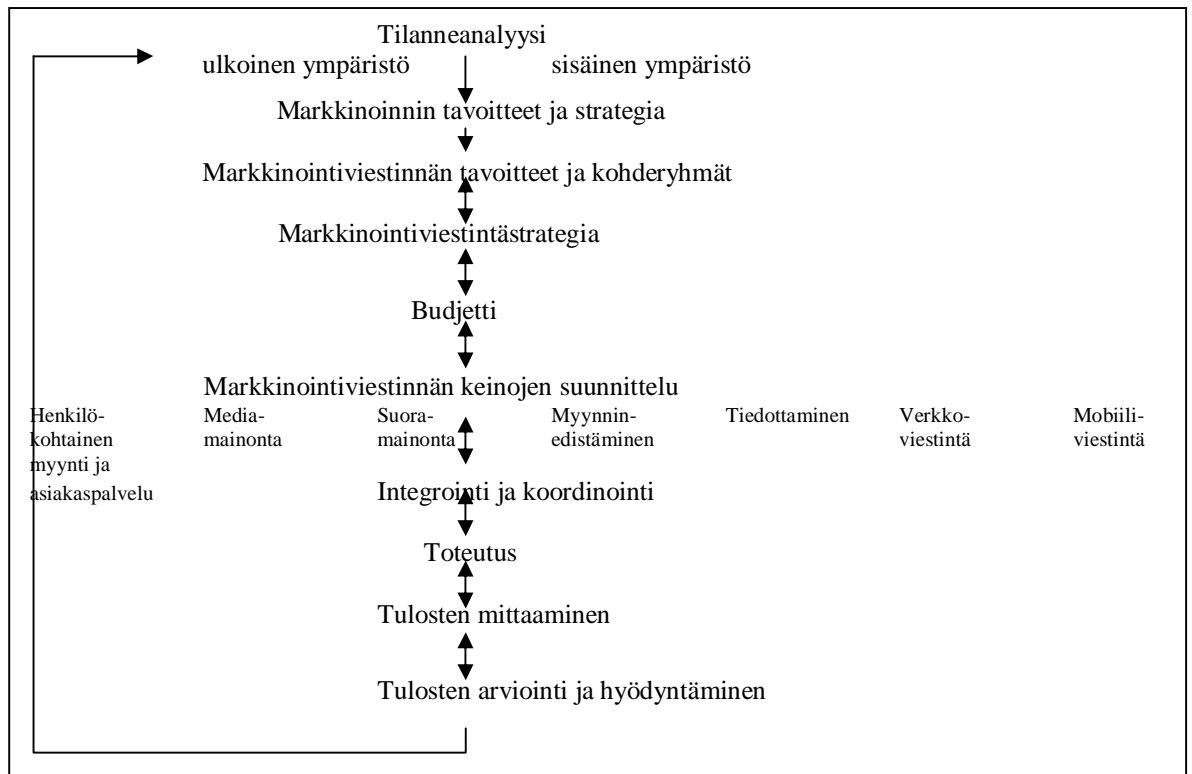 Tilanneanalyysi
ulkoinen ympäristö sisäinen ympäristö
Markkinoinnin tavoitteet ja strategia
Markkinointiviestinnän tavoitteet ja kohderyhmät
Markkinointiviestintästrategia
Budjetti
Markkinointiviestinnän keinojen suunnittelu
Henkilö-
kohtainen
myynti ja
asiakaspalvelu
Media-
mainonta
Suora-
mainonta
Myynnin-
edistäminen
Tiedottaminen
Verkko-
viestintä
Mobiili-
viestintä
Integrointi ja koordinointi
Toteutus
Tulosten mittaaminen
Tulosten arviointi ja hyödyntäminen